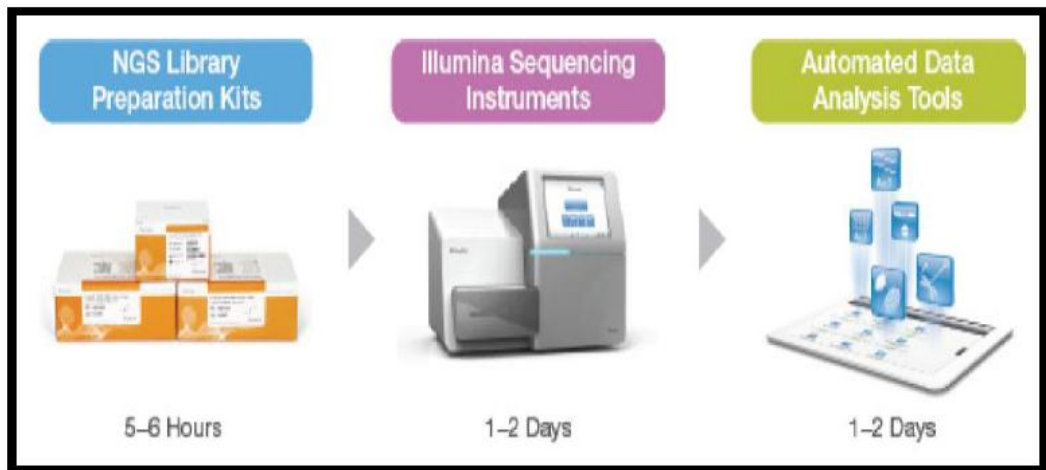 NGS Library
Preparation Kits
Illumina Sequencing
Instruments
Automated Data
Analysis Tools
5–6 Hours
1–2 Days
1–2 Days